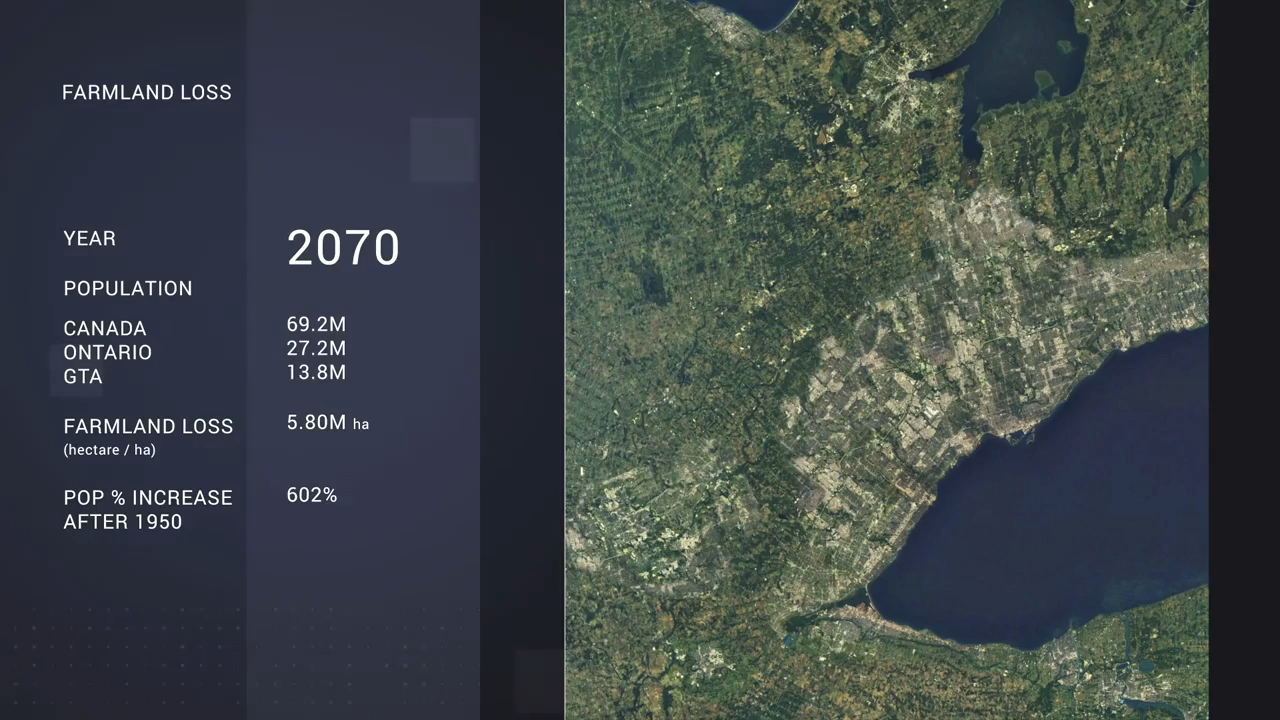 FARMLAND LOSS
YEAR 2070
POPULATION
CANADA 69.2M
ONTARIO 27.2M
GTA 13.8M
FARMLAND LOSS 5.80M ha
(hectare / ha)
POP % INCREASE 602%
AFTER 1950